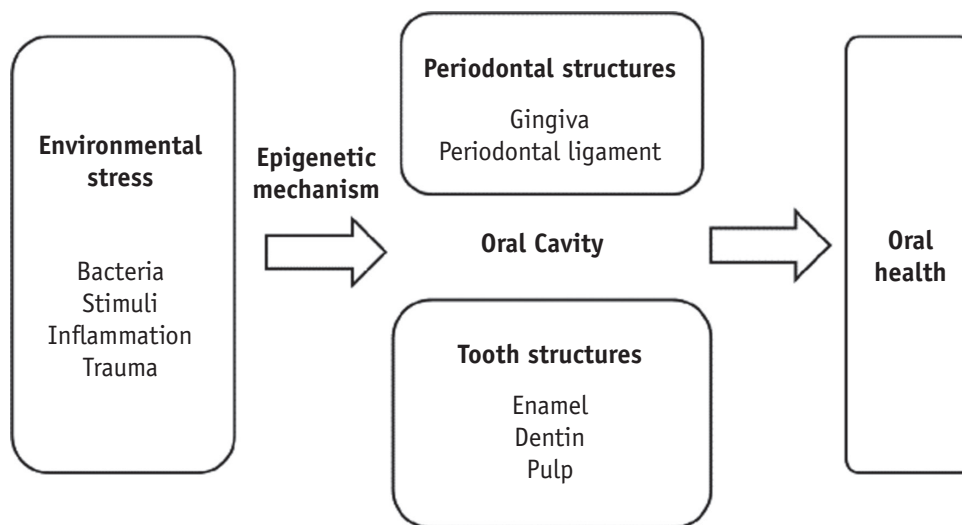 Environmental
stress
Bacteria
Stimuli
Inflammation
Trauma
Epigenetic
mechanism
Periodontal structures
Gingiva
Periodontal ligament
Oral Cavity
Tooth structures
Enamel
Dentin
Pulp
Oral
health